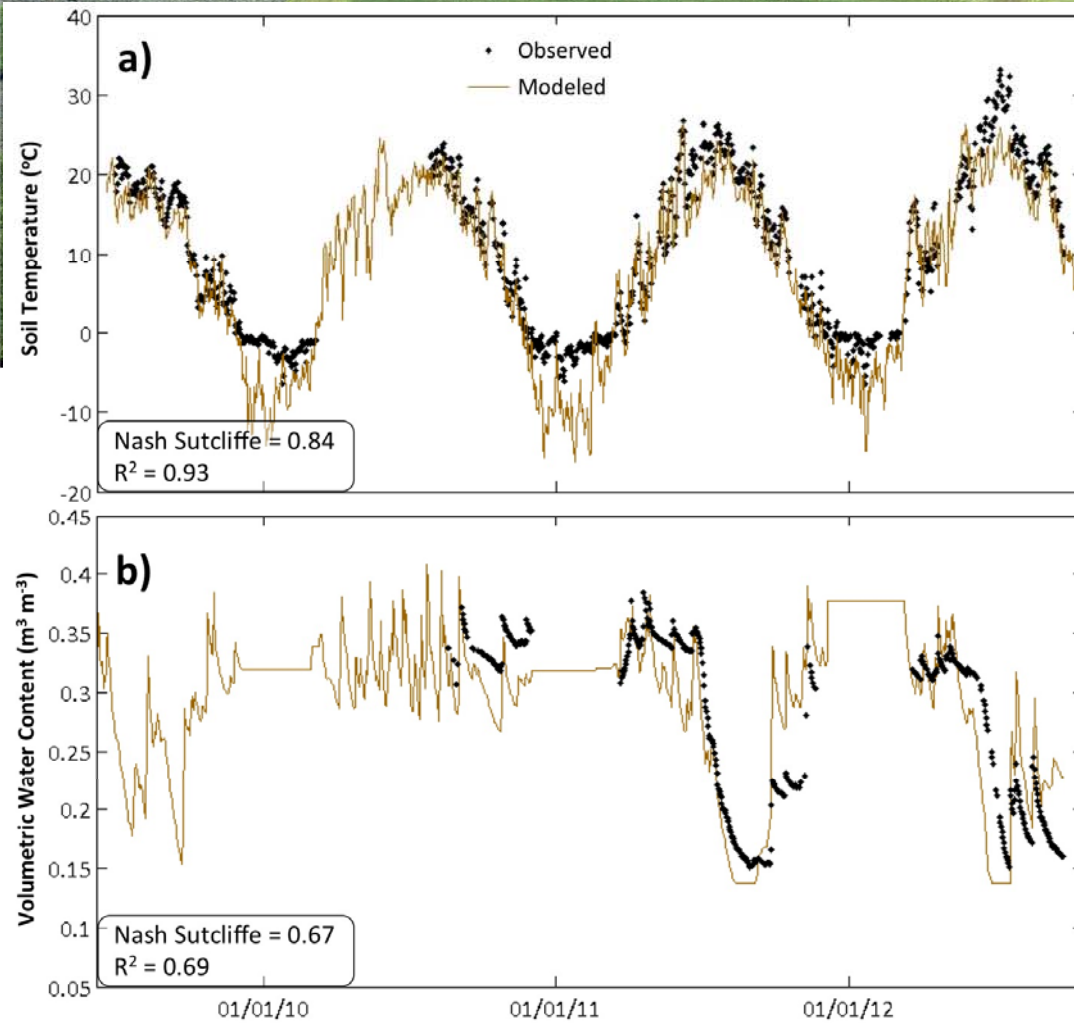 a)
Observed
Modeled
40
30
20
10
0
-10
-20
Soil Temperature (ºC)
Nash Sutcliffe = 0.84
R² = 0.93
b)
0.45
0.4
0.35
0.3
0.25
0.2
0.15
0.1
0.05
Volumetric Water Content (m³ m⁻³)
Nash Sutcliffe = 0.67
R² = 0.69
01/01/10
01/01/11
01/01/12